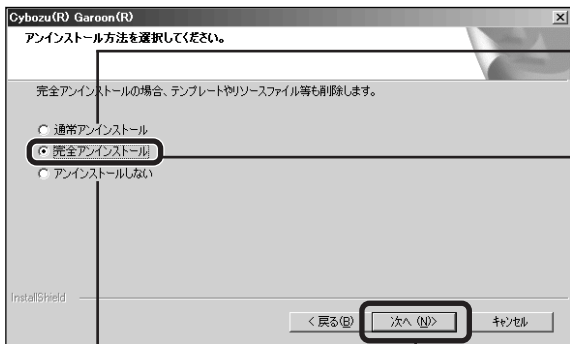 Cybozu(R) Garoon(R)
アンインストール方法を選択してください。
完全アンインストールの場合、テンプレートやリソースファイル等も削除します。
通常アンインストール
完全アンインストール
アンインストールしない
InstallShield
< 戻る(B)
次へ (N)>
キャンセル